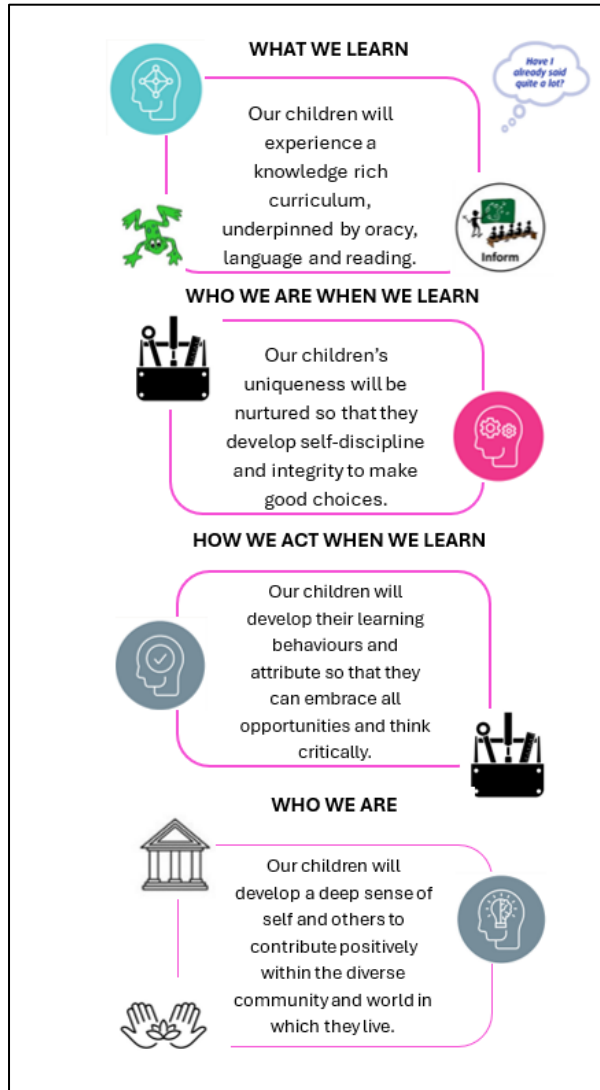 WHAT WE LEARN
Have I
already said
quite a lot?
Our children will
experience a
knowledge rich
curriculum,
underpinned by oracy,
language and reading.
Inform
WHO WE ARE WHEN WE LEARN
Our children’s
uniqueness will be
nurtured so that they
develop self-discipline
and integrity to make
good choices.
HOW WE ACT WHEN WE LEARN
Our children will
develop their learning
behaviours and
attribute so that they
can embrace all
opportunities and think
critically.
WHO WE ARE
Our children will
develop a deep sense of
self and others to
contribute positively
within the diverse
community and world in
which they live.